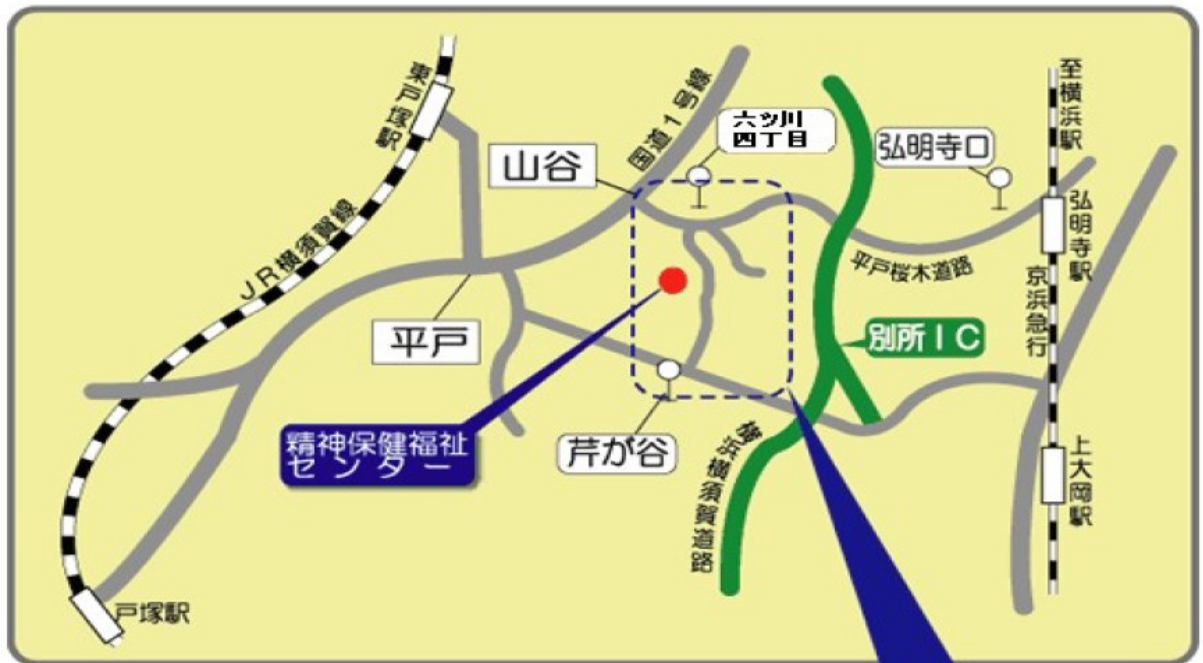 東戸塚駅
国道1号線
六ッ川
四丁目
至横浜駅
山谷
弘明寺口
弘明寺駅
JR横須賀線
平戸桜木道路
京浜急行
平戸
別所IC
精神保健福祉
センター
芹が谷
横浜横須賀道路
上大岡駅
戸塚駅